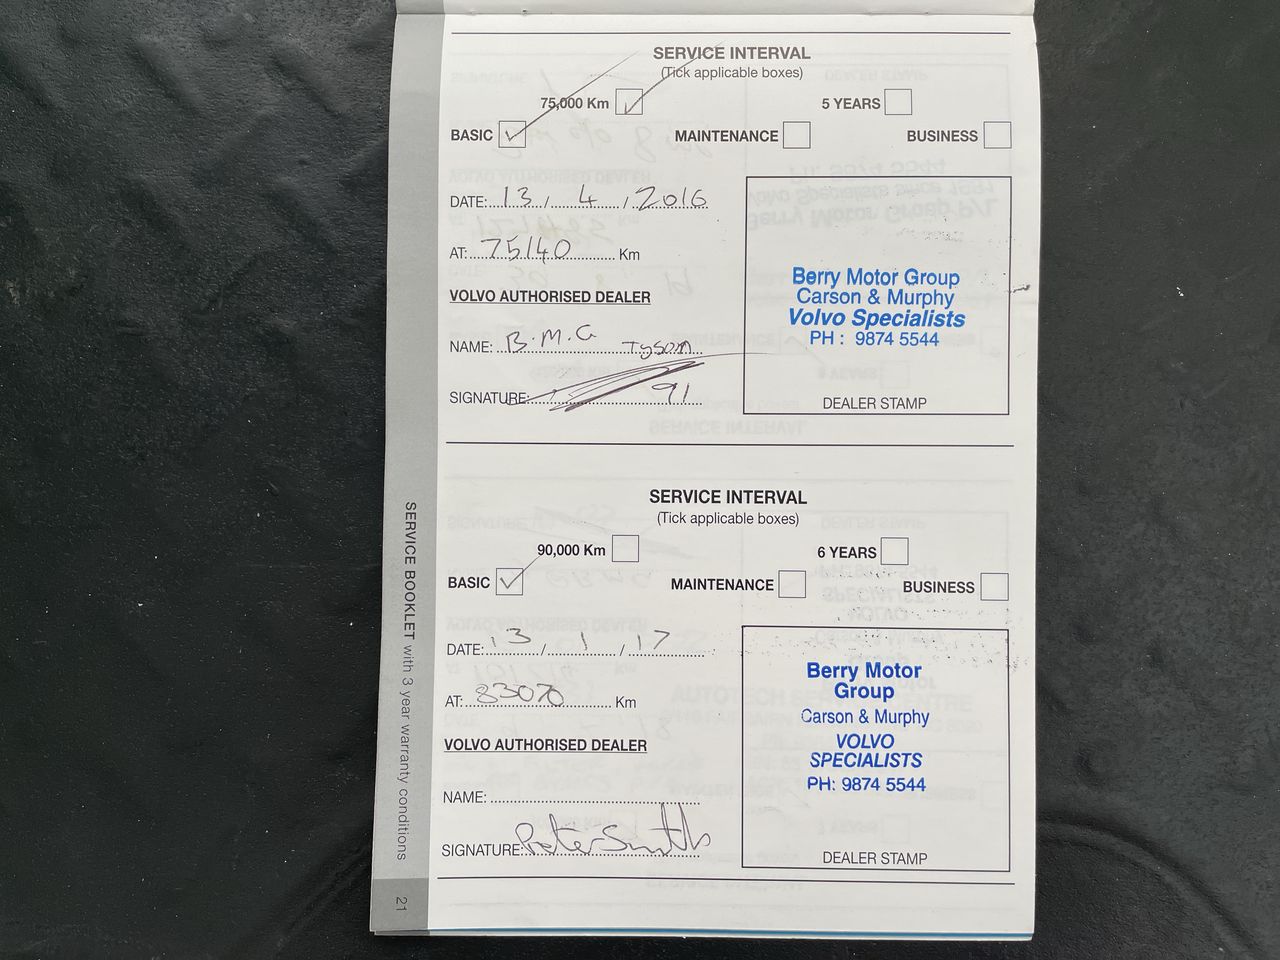 SERVICE INTERVAL
(Tick applicable boxes)
75,000 Km 5 YEARS
BASIC MAINTENANCE BUSINESS
DATE: 13 / 4 / 2016
AT: 75140 Km
VOLVO AUTHORISED DEALER
NAME: B.M.G Tyson
SIGNATURE: 91
Berry Motor Group
Carson & Murphy
Volvo Specialists
PH : 9874 5544
DEALER STAMP
SERVICE INTERVAL
(Tick applicable boxes)
90,000 Km 6 YEARS
BASIC MAINTENANCE BUSINESS
DATE: 13 / 1 / 17
AT: 83070 Km
VOLVO AUTHORISED DEALER
NAME:
SIGNATURE: Peter Smith
Berry Motor
Group
Carson & Murphy
VOLVO
SPECIALISTS
PH: 9874 5544
DEALER STAMP
SERVICE BOOKLET with 3 year warranty conditions
21